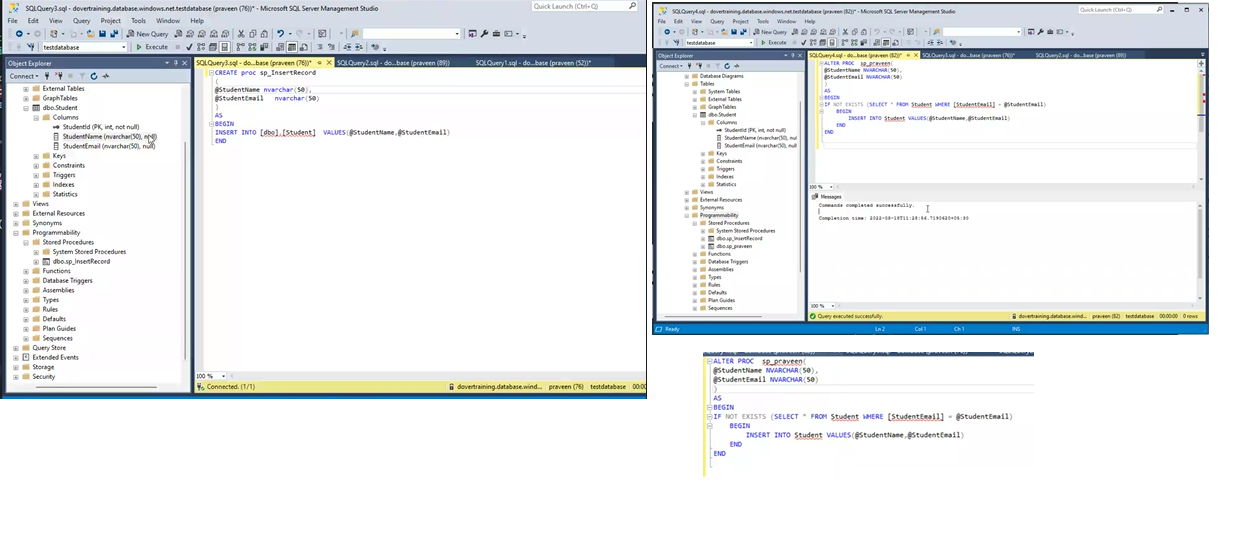 SQLQuery3.sql - dovertraining.database.windows.net.testdatabase (praveen (76))* - Microsoft SQL Server Management Studio
Quick Launch (Ctrl+Q)
File Edit View Query Project Tools Window Help
New Query
testdatabase
Execute
Object Explorer
Connect
External Tables
GraphTables
dbo.Student
Columns
StudentId (PK, int, not null)
StudentName (nvarchar(50), null)
StudentEmail (nvarchar(50), null)
Keys
Constraints
Triggers
Indexes
Statistics
Views
External Resources
Synonyms
Programmability
Stored Procedures
System Stored Procedures
dbo.sp_InsertRecord
Functions
Database Triggers
Assemblies
Types
Rules
Defaults
Plan Guides
Sequences
Query Store
Extended Events
Storage
Security
SQLQuery3.sql - do...base (praveen (76))* SQLQuery2.sql - do...base (praveen (89)) SQLQuery1.sql - do...base (praveen (52))*
CREATE proc sp_InsertRecord
(
@StudentName nvarchar(50),
@StudentEmail nvarchar(50)
)
AS
BEGIN
INSERT INTO [dbo].[Student] VALUES(@StudentName,@StudentEmail)
END
100 %
Connected. (1/1)
dovertraining.database.wind... praveen (76) testdatabase 00:00
SQLQuery4.sql - dovertraining.database.windows.net.testdatabase (praveen (82))* - Microsoft SQL Server Management Studio
Quick Launch (Ctrl+Q)
File Edit View Query Project Tools Window Help
New Query
testdatabase
Execute
Object Explorer
Connect
Database Diagrams
Tables
System Tables
External Tables
GraphTables
dbo.Student
Columns
StudentId (PK, int, not null)
StudentName (nvarchar(50), null
StudentEmail (nvarchar(50), null
Keys
Constraints
Triggers
Indexes
Statistics
Views
External Resources
Synonyms
Programmability
Stored Procedures
System Stored Procedures
dbo.sp_InsertRecord
dbo.sp_praveen
Functions
Database Triggers
Assemblies
Types
Rules
Defaults
Plan Guides
Sequences
SQLQuery4.sql - do...base (praveen (82))* SQLQuery3.sql - do...base (praveen (76))* SQLQuery2.sql - do...base (praveen (89))
ALTER PROC sp_praveen(
@StudentName NVARCHAR(50),
@StudentEmail NVARCHAR(50)
)
AS
BEGIN
IF NOT EXISTS (SELECT * FROM Student WHERE [StudentEmail] = @StudentEmail)
BEGIN
INSERT INTO Student VALUES(@StudentName,@StudentEmail)
END
END
100 %
Messages
Commands completed successfully.
100 %
Query executed successfully.
dovertraining.database.wind... praveen (82) testdatabase 00:00:00 0 rows
Ready
Ln 2 Col 1 Ch 1 INS
ALTER PROC sp_praveen(
@StudentName NVARCHAR(50),
@StudentEmail NVARCHAR(50)
)
AS
BEGIN
IF NOT EXISTS (SELECT * FROM Student WHERE [StudentEmail] = @StudentEmail)
BEGIN
INSERT INTO Student VALUES(@StudentName,@StudentEmail)
END
END